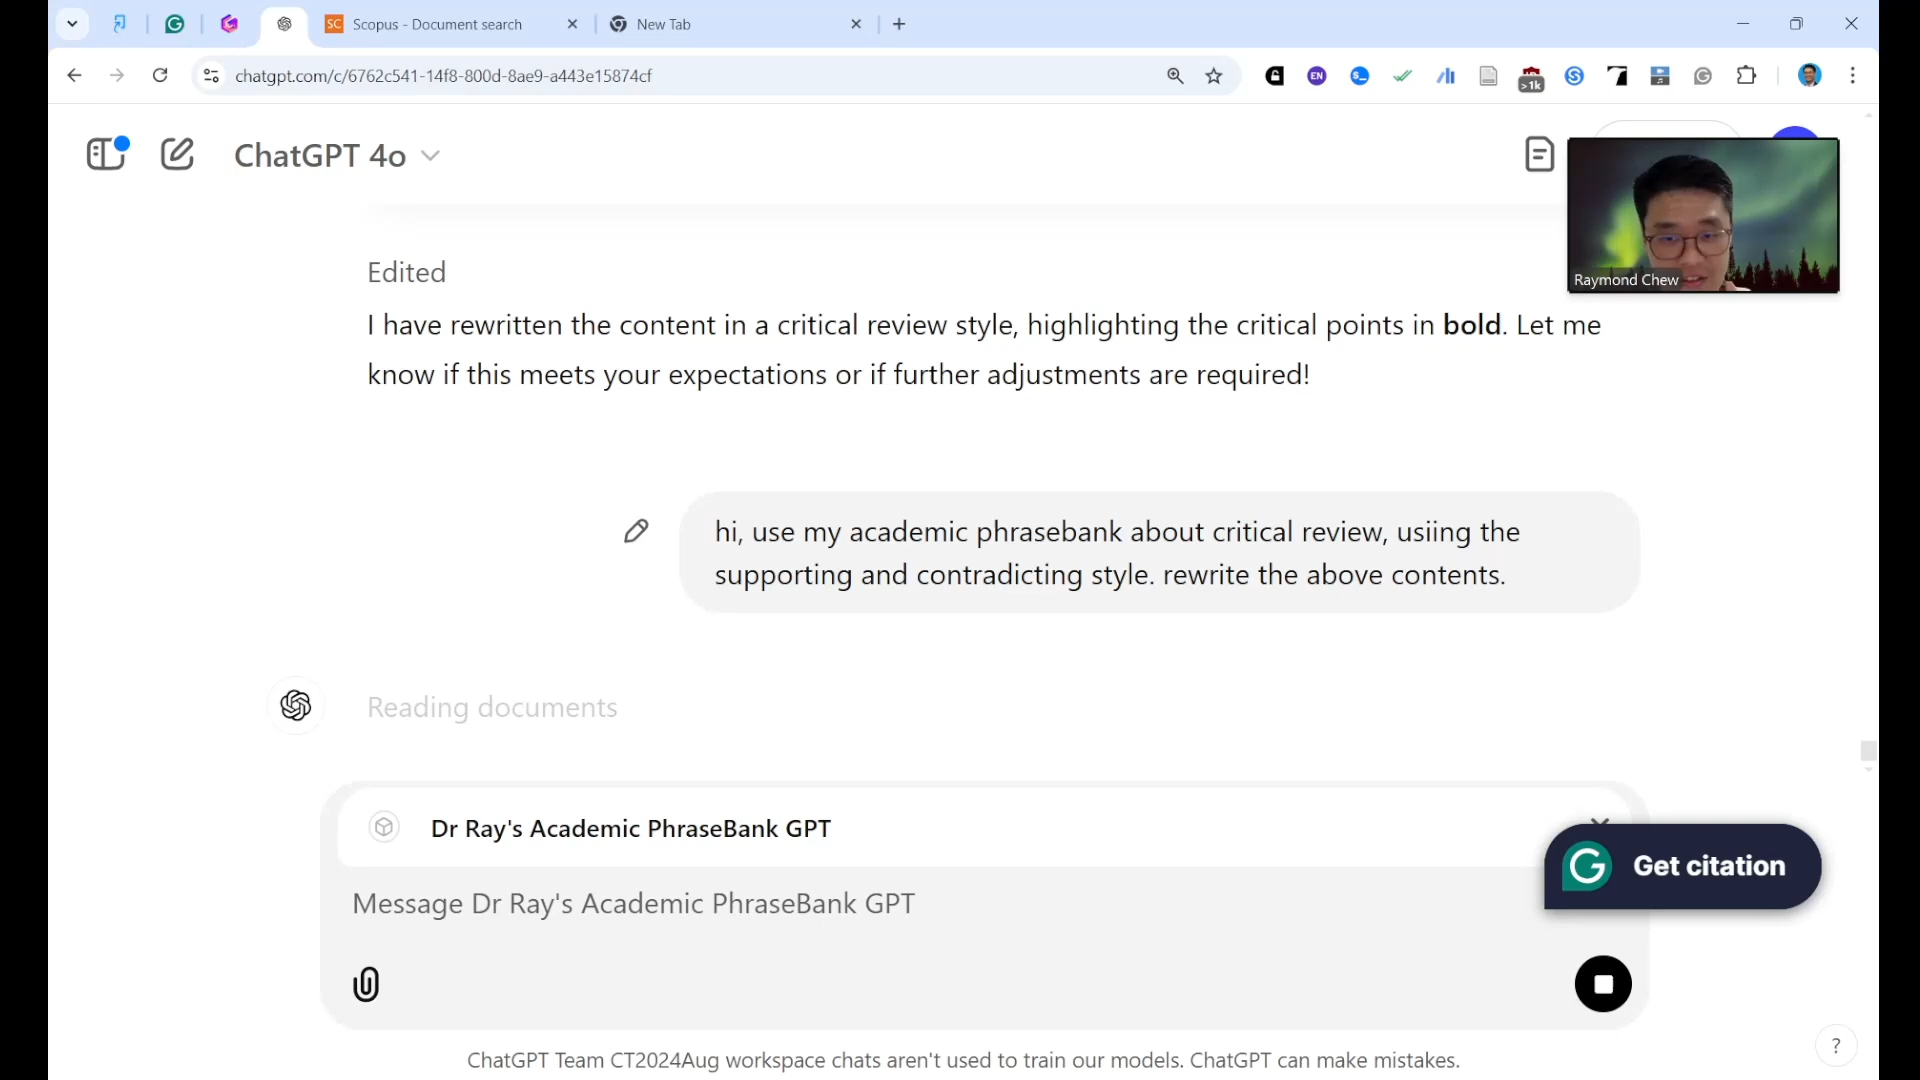 SC Scopus - Document search
New Tab
chatgpt.com/c/6762c541-14f8-800d-8ae9-a443e15874cf
EN
>1k
ChatGPT 4o
Raymond Chew
Edited
I have rewritten the content in a critical review style, highlighting the critical points in bold. Let me
know if this meets your expectations or if further adjustments are required!
hi, use my academic phrasebank about critical review, usiing the
supporting and contradicting style. rewrite the above contents.
Reading documents
Dr Ray's Academic PhraseBank GPT
Get citation
Message Dr Ray's Academic PhraseBank GPT
ChatGPT Team CT2024Aug workspace chats aren't used to train our models. ChatGPT can make mistakes.
?